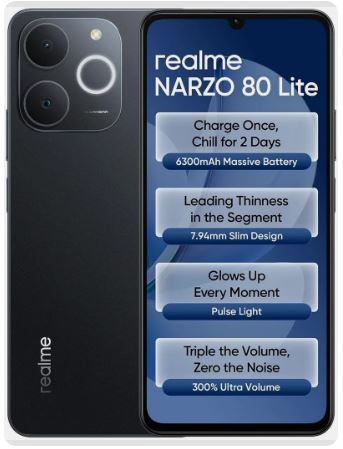 realme
NARZO 80 Lite
Charge Once,
Chill for 2 Days
6300mAh Massive Battery
Leading Thinness
in the Segment
7.94mm Slim Design
Glows Up
Every Moment
Pulse Light
Triple the Volume,
Zero the Noise
300% Ultra Volume
realme